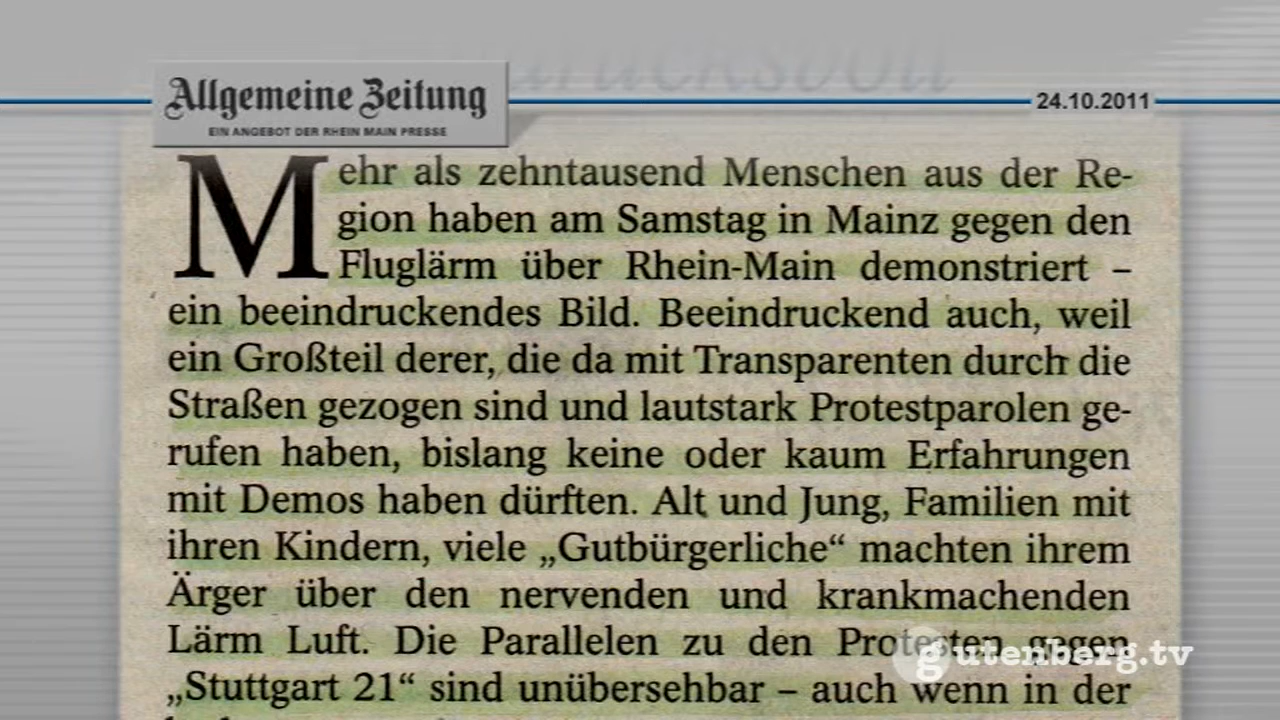 Allgemeine Zeitung
EIN ANGEBOT DER RHEIN MAIN PRESSE
24.10.2011
Mehr als zehntausend Menschen aus der Re-
gion haben am Samstag in Mainz gegen den
Fluglärm über Rhein-Main demonstriert –
ein beeindruckendes Bild. Beeindruckend auch, weil
ein Großteil derer, die da mit Transparenten durch die
Straßen gezogen sind und lautstark Protestparolen ge-
rufen haben, bislang keine oder kaum Erfahrungen
mit Demos haben dürften. Alt und Jung, Familien mit
ihren Kindern, viele „Gutbürgerliche“ machten ihrem
Ärger über den nervenden und krankmachenden
Lärm Luft. Die Parallelen zu den Protesten gegen
„Stuttgart 21“ sind unübersehbar – auch wenn in der
gutenberg.tv